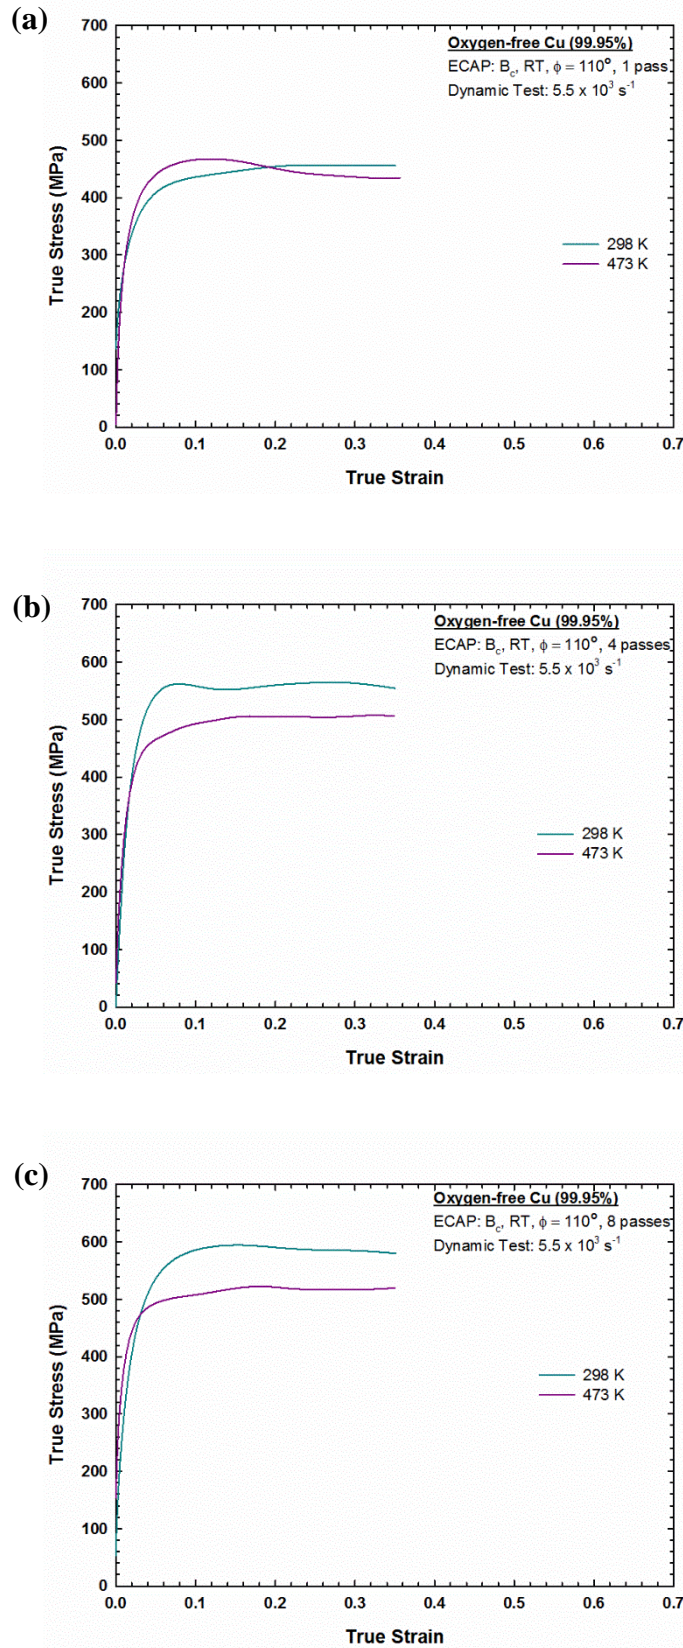 (a)
Oxygen-free Cu (99.95%)
ECAP: Bc, RT, ϕ = 110°, 1 pass
Dynamic Test: 5.5 x 10³ s⁻¹
700
600
500
400
300
200
100
0
True Stress (MPa)
298 K
473 K
0.0 0.1 0.2 0.3 0.4 0.5 0.6 0.7
True Strain
(b)
Oxygen-free Cu (99.95%)
ECAP: Bc, RT, ϕ = 110°, 4 passes
Dynamic Test: 5.5 x 10³ s⁻¹
700
600
500
400
300
200
100
0
True Stress (MPa)
298 K
473 K
0.0 0.1 0.2 0.3 0.4 0.5 0.6 0.7
True Strain
(c)
Oxygen-free Cu (99.95%)
ECAP: Bc, RT, ϕ = 110°, 8 passes
Dynamic Test: 5.5 x 10³ s⁻¹
700
600
500
400
300
200
100
0
True Stress (MPa)
298 K
473 K
0.0 0.1 0.2 0.3 0.4 0.5 0.6 0.7
True Strain